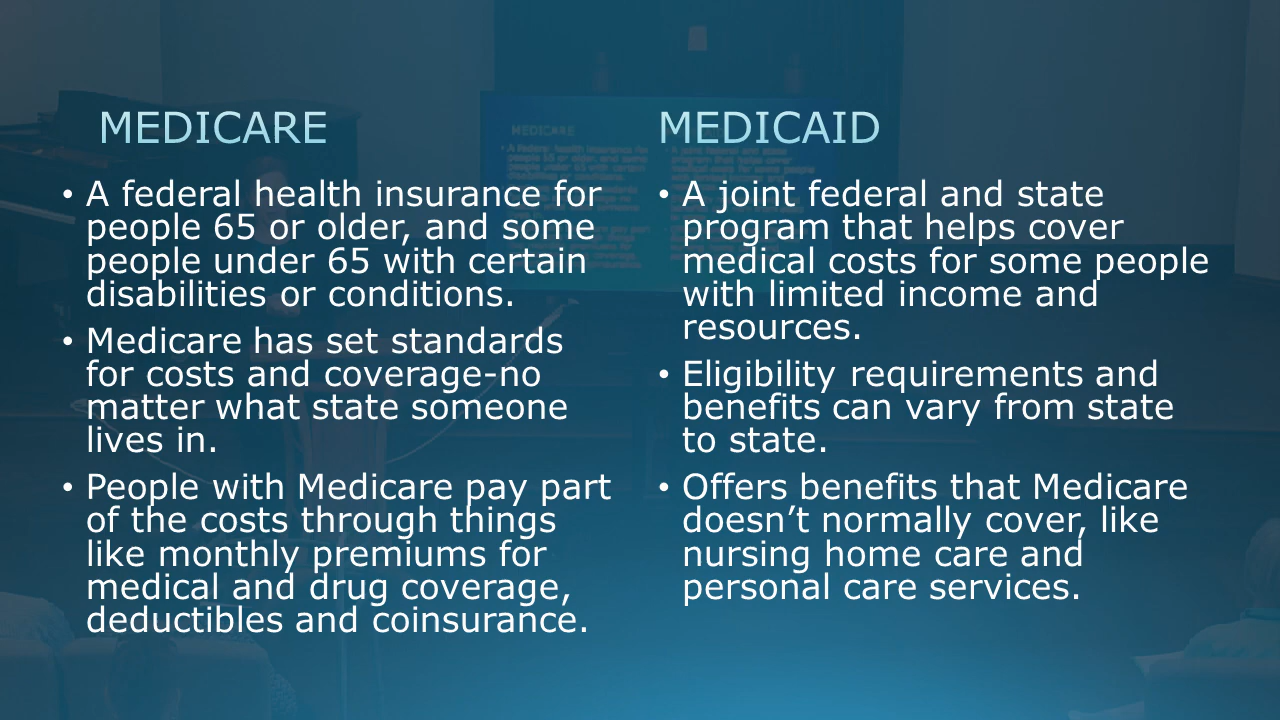 MEDICARE
• A federal health insurance for
people 65 or older, and some
people under 65 with certain
disabilities or conditions.
• Medicare has set standards
for costs and coverage-no
matter what state someone
lives in.
• People with Medicare pay part
of the costs through things
like monthly premiums for
medical and drug coverage,
deductibles and coinsurance.
MEDICAID
• A joint federal and state
program that helps cover
medical costs for some people
with limited income and
resources.
• Eligibility requirements and
benefits can vary from state
to state.
• Offers benefits that Medicare
doesn’t normally cover, like
nursing home care and
personal care services.